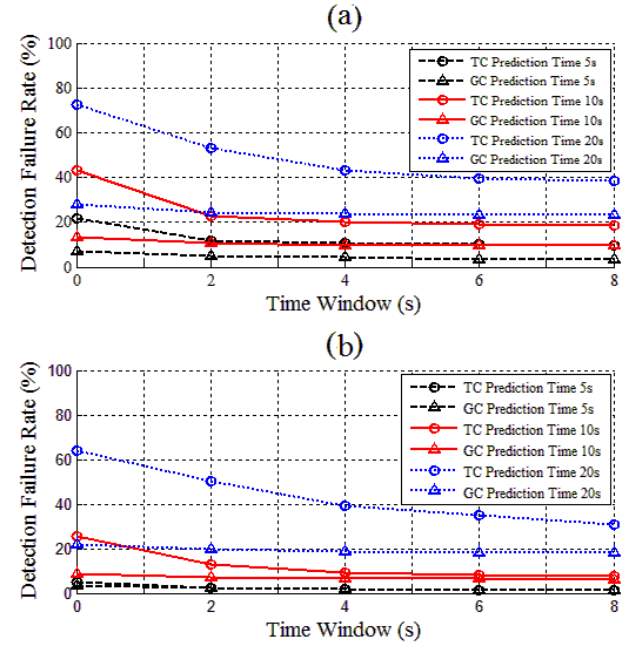 (a)
Detection Failure Rate (%)
100
80
60
40
20
0
TC Prediction Time 5s
GC Prediction Time 5s
TC Prediction Time 10s
GC Prediction Time 10s
TC Prediction Time 20s
GC Prediction Time 20s
0 2 4 6 8
Time Window (s)
(b)
Detection Failure Rate (%)
100
80
60
40
20
0
TC Prediction Time 5s
GC Prediction Time 5s
TC Prediction Time 10s
GC Prediction Time 10s
TC Prediction Time 20s
GC Prediction Time 20s
0 2 4 6 8
Time Window (s)